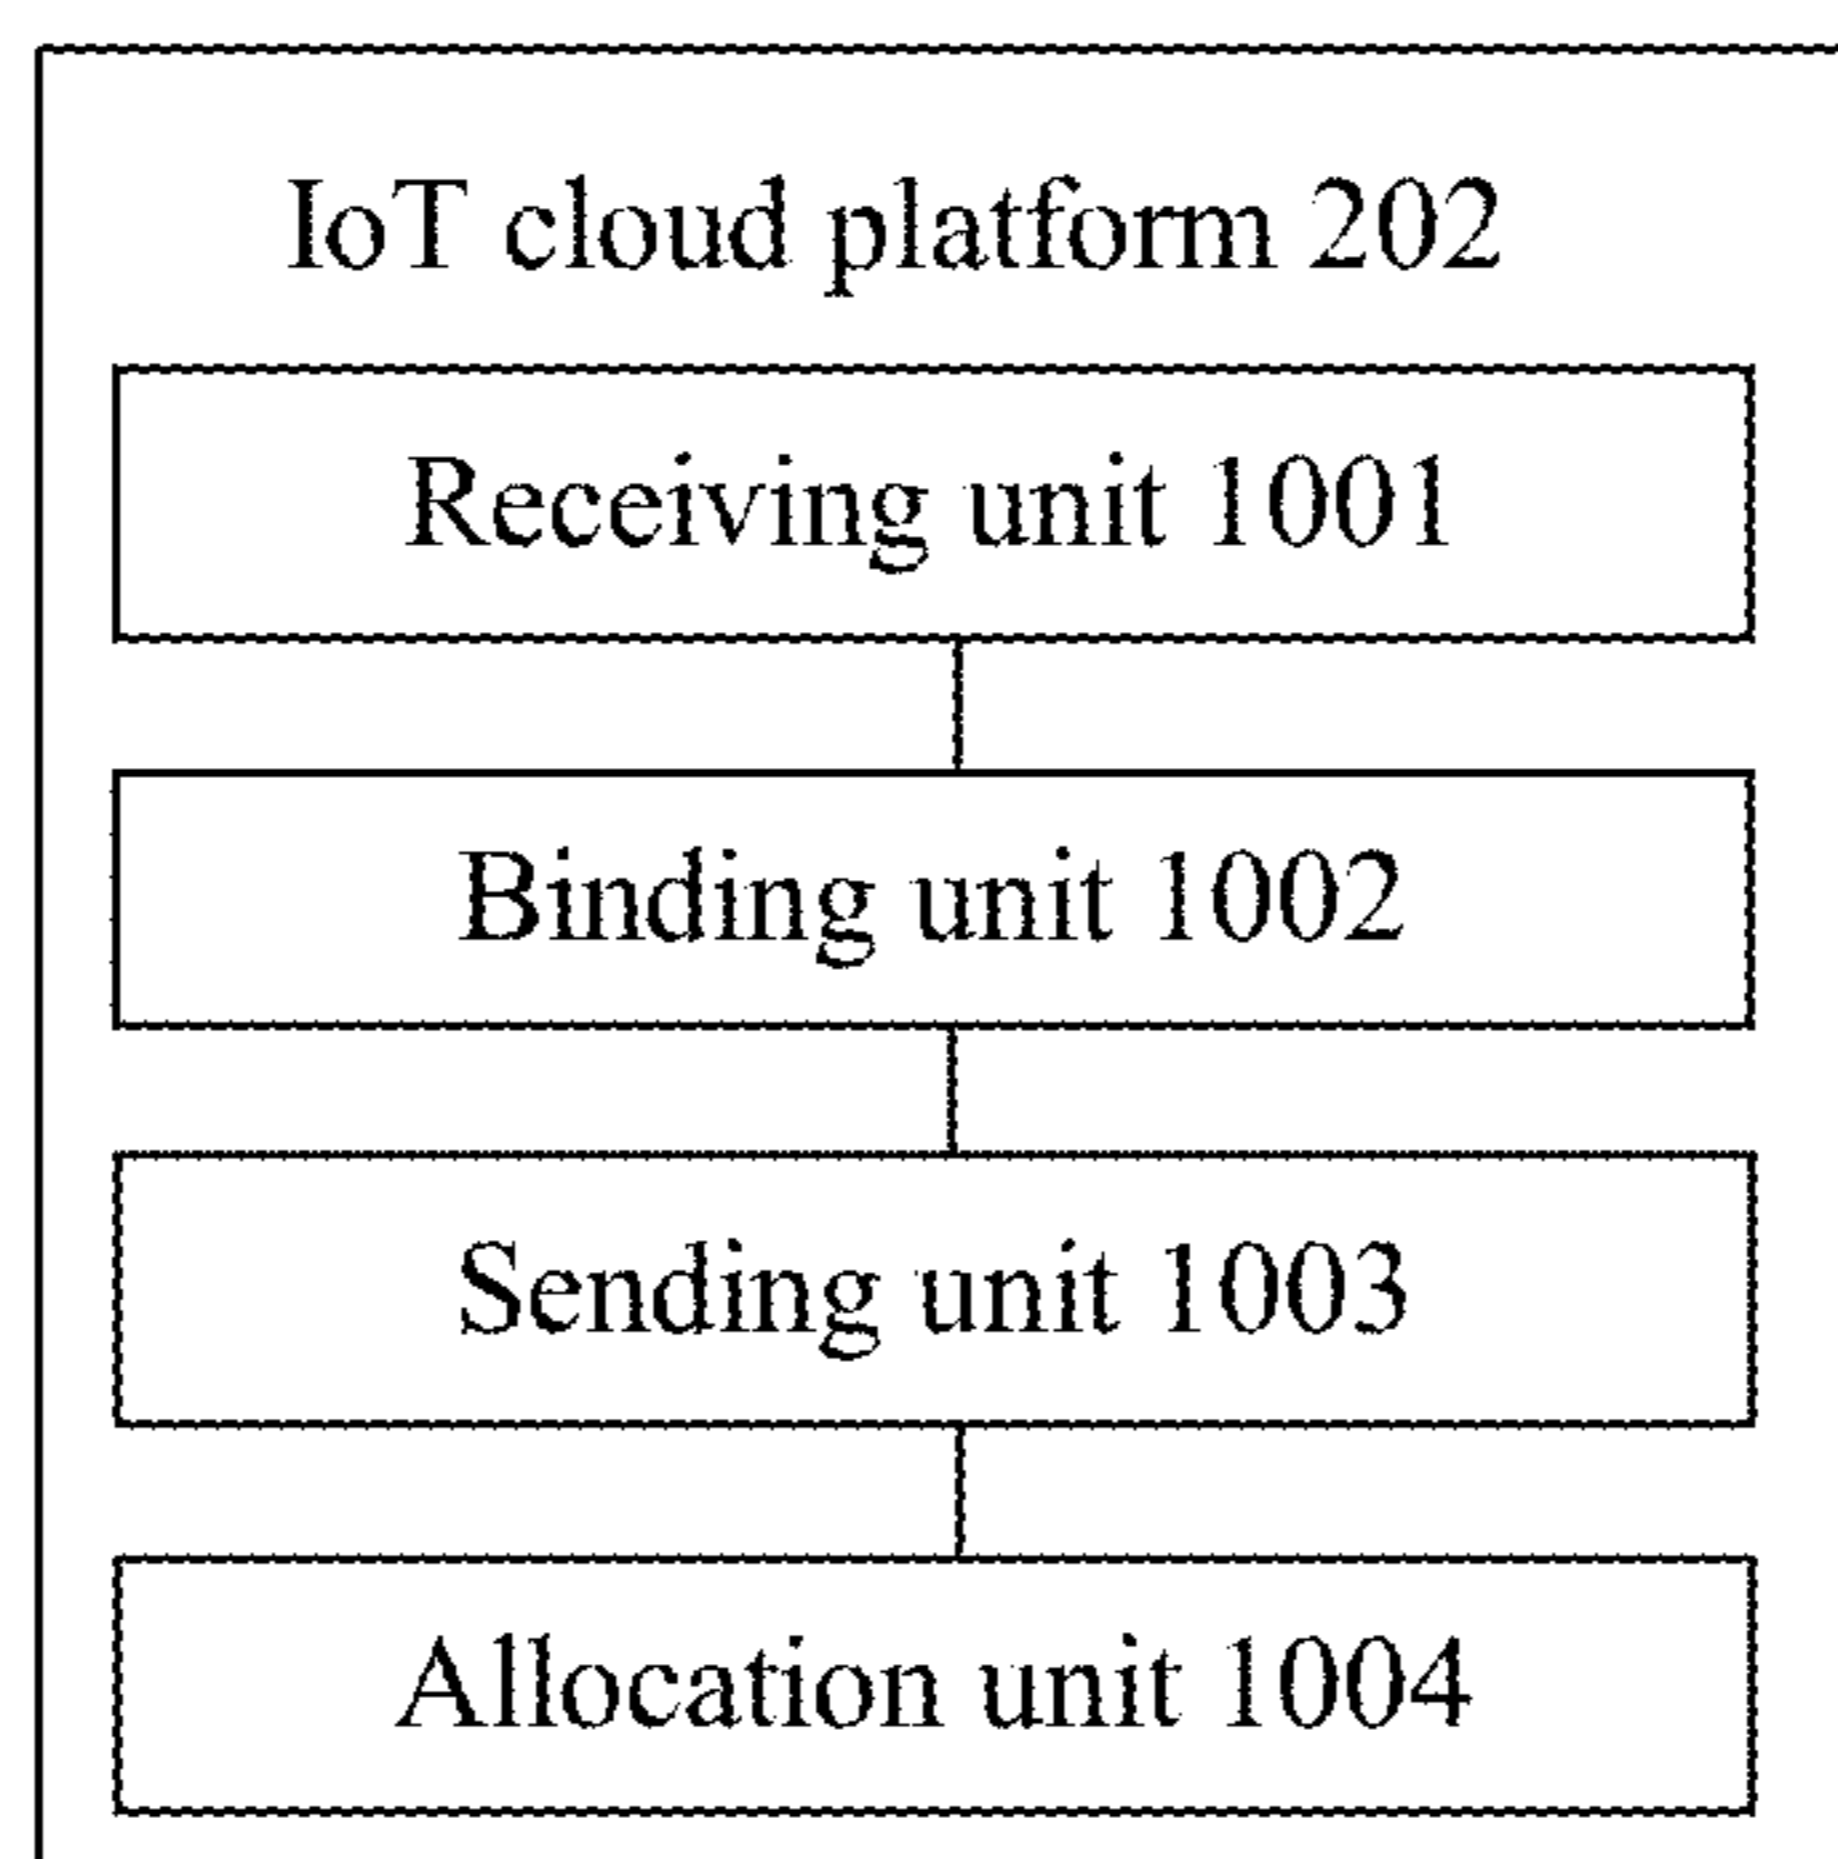 IoT cloud platform 202
Receiving unit 1001
Binding unit 1002
Sending unit 1003
Allocation unit 1004